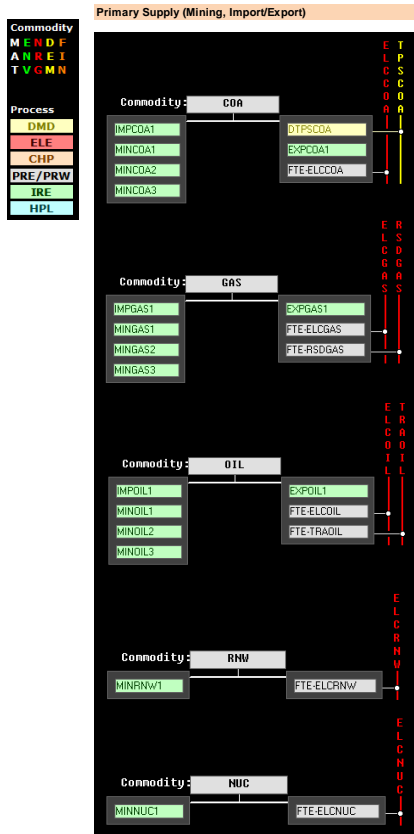 Primary Supply (Mining, Import/Export)
Commodity
M E N D F
A N R E I
T V G M N
Process
DMD
ELE
CHP
PRE/PRW
IRE
HPL
ELCCOA
TPSCOA
Commodity: COA
IMPCOA1
MINCOA1
MINCOA2
MINCOA3
DTPSCOA
EXPCOA1
FTE-ELCCOA
ELCGAS
RSDGAS
Commodity: GAS
IMPGAS1
MINGAS1
MINGAS2
MINGAS3
EXPGAS1
FTE-ELCGAS
FTE-RSDGAS
ELCOIL
TRAOIL
Commodity: OIL
IMPOIL1
MINOIL1
MINOIL2
MINOIL3
EXPOIL1
FTE-ELCOIL
FTE-TRAOIL
ELCRNW
Commodity: RNW
MINRNW1
FTE-ELCRNW
ELCNUC
Commodity: NUC
MINNUC1
FTE-ELCNUC